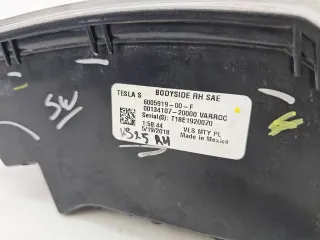 TESLA S BODYSIDE RH SAE
6005919-00-F
00134107-20000 VARROC
Serial(S): T18E1920070
1:58:44
5/19/2018
VLS MTY PL
Made in Mexico
SW